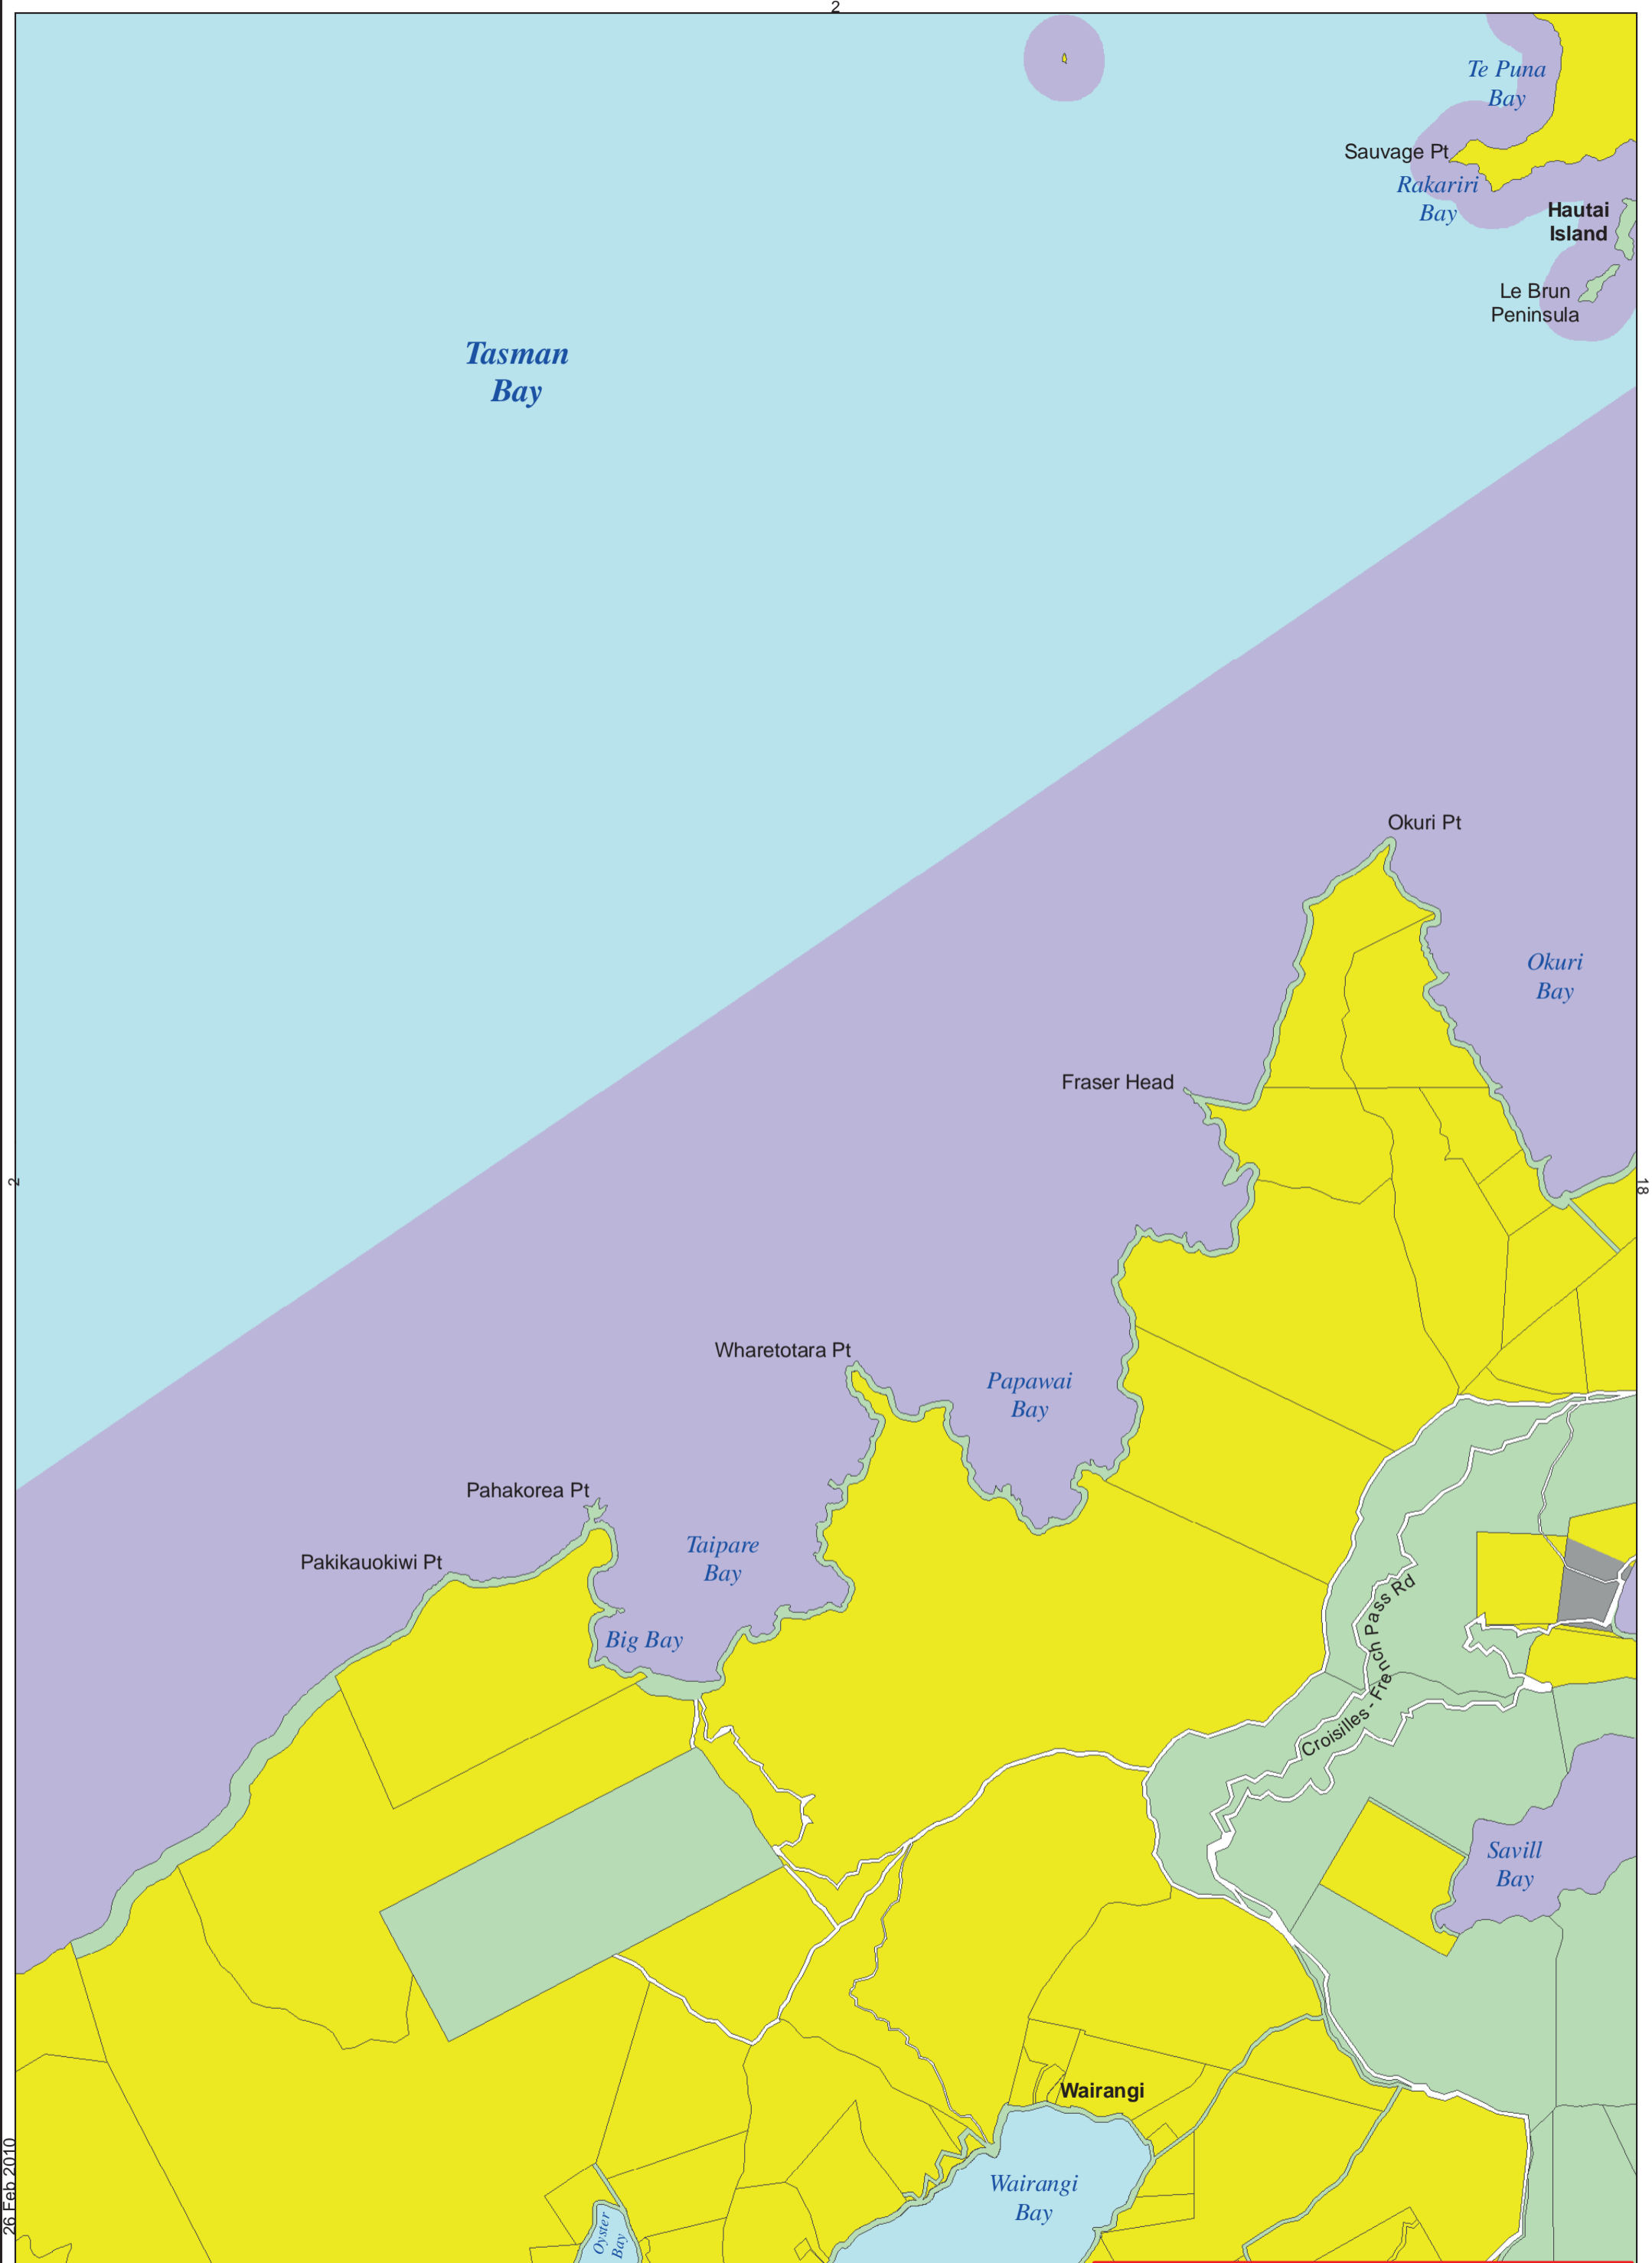 2
Te Puna
Bay
Sauvage Pt
Rakariri
Bay
Hautai
Island
Le Brun
Peninsula
Tasman
Bay
Okuri Pt
Okuri
Bay
Fraser Head
2
18
Wharetotara Pt
Papawai
Bay
Pahakorea Pt
Taipare
Bay
Pakikauokiwi Pt
Big Bay
Croisilles - French Pass Rd
Savill
Bay
Wairangi
Wairangi
Bay
Oyster
Bay
26 Feb 2010